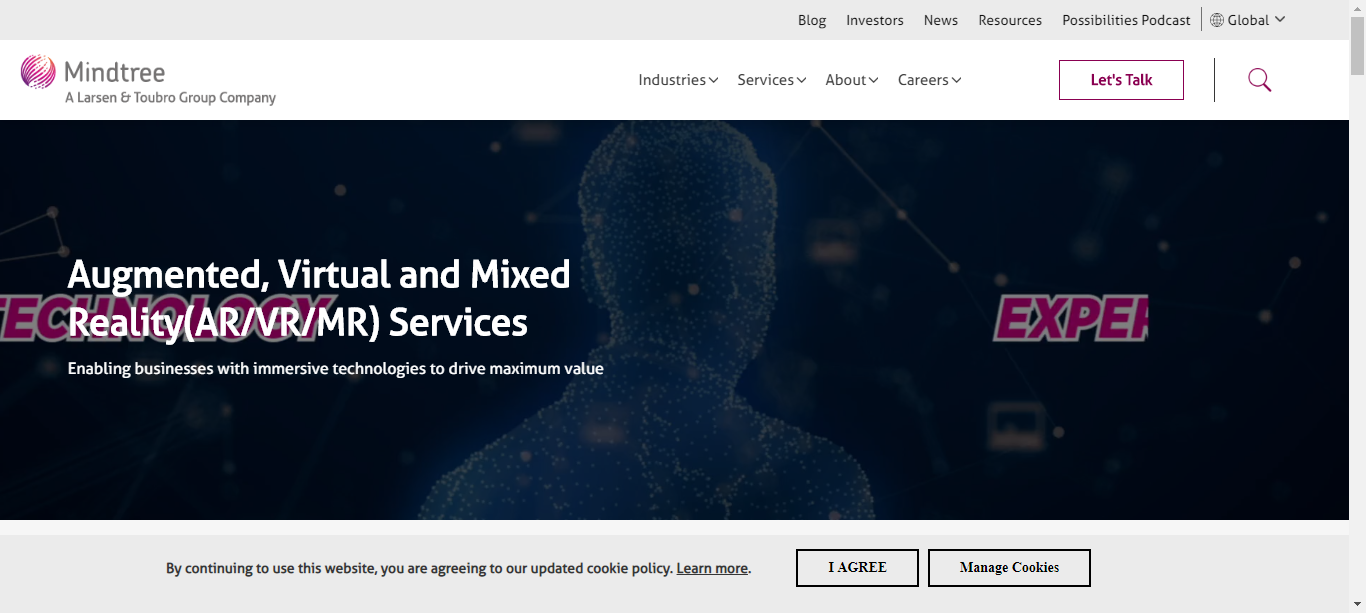 Blog Investors News Resources Possibilities Podcast Global
Mindtree
A Larsen & Toubro Group Company
Industries Services About Careers Let's Talk
Augmented, Virtual and Mixed
TECHNOLOGY
Reality(AR/VR/MR) Services
EXPER
Enabling businesses with immersive technologies to drive maximum value
By continuing to use this website, you are agreeing to our updated cookie policy. Learn more. I AGREE Manage Cookies